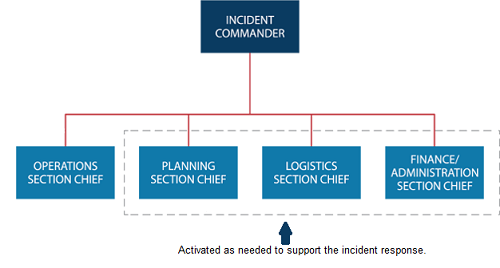 INCIDENT
COMMANDER
OPERATIONS
SECTION CHIEF
PLANNING
SECTION CHIEF
LOGISTICS
SECTION CHIEF
FINANCE/
ADMINISTRATION
SECTION CHIEF
Activated as needed to support the incident response.